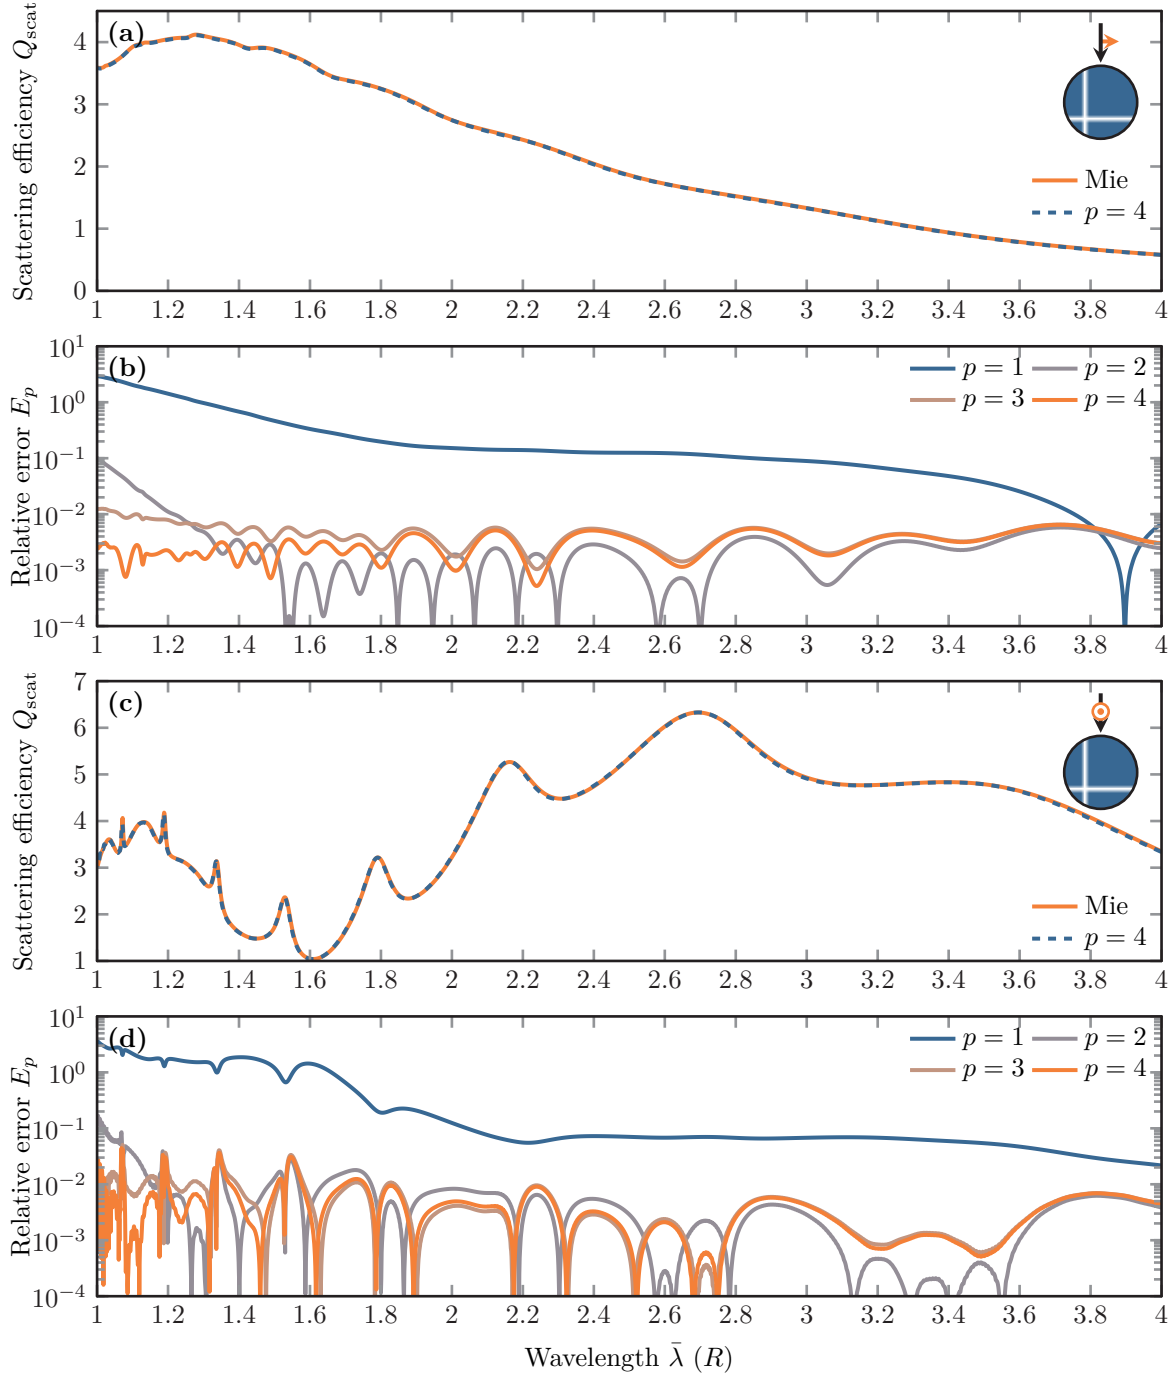 (a)
Scattering efficiency Q_scat
4
3
2
1
0
Mie
p = 4
1 1.2 1.4 1.6 1.8 2 2.2 2.4 2.6 2.8 3 3.2 3.4 3.6 3.8 4
(b)
Relative error E_p
10^1
10^0
10^−1
10^−2
10^−3
10^−4
p = 1 p = 2
p = 3 p = 4
1 1.2 1.4 1.6 1.8 2 2.2 2.4 2.6 2.8 3 3.2 3.4 3.6 3.8 4
(c)
Scattering efficiency Q_scat
7
6
5
4
3
2
1
Mie
p = 4
1 1.2 1.4 1.6 1.8 2 2.2 2.4 2.6 2.8 3 3.2 3.4 3.6 3.8 4
(d)
Relative error E_p
10^1
10^0
10^−1
10^−2
10^−3
10^−4
p = 1 p = 2
p = 3 p = 4
1 1.2 1.4 1.6 1.8 2 2.2 2.4 2.6 2.8 3 3.2 3.4 3.6 3.8 4
Wavelength λ̄ (R)